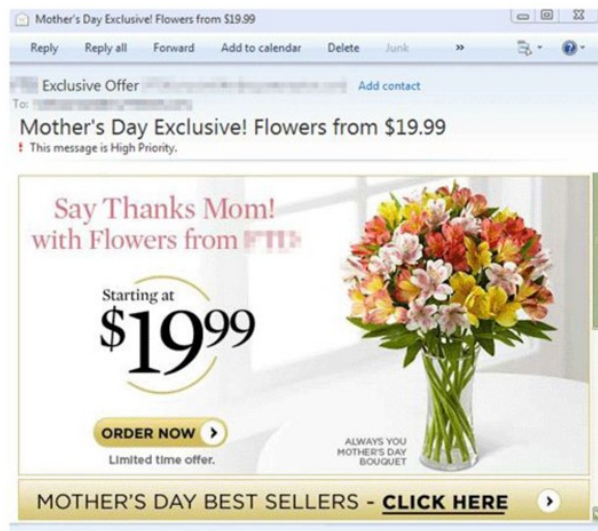 Mother's Day Exclusive! Flowers from $19.99
Reply Reply all Forward Add to calendar Delete Junk »
Exclusive Offer Add contact
To:
Mother's Day Exclusive! Flowers from $19.99
! This message is High Priority.
Say Thanks Mom!
with Flowers from
Starting at
$19.99
ORDER NOW
Limited time offer.
ALWAYS YOU
MOTHER'S DAY
BOUQUET
MOTHER'S DAY BEST SELLERS - CLICK HERE